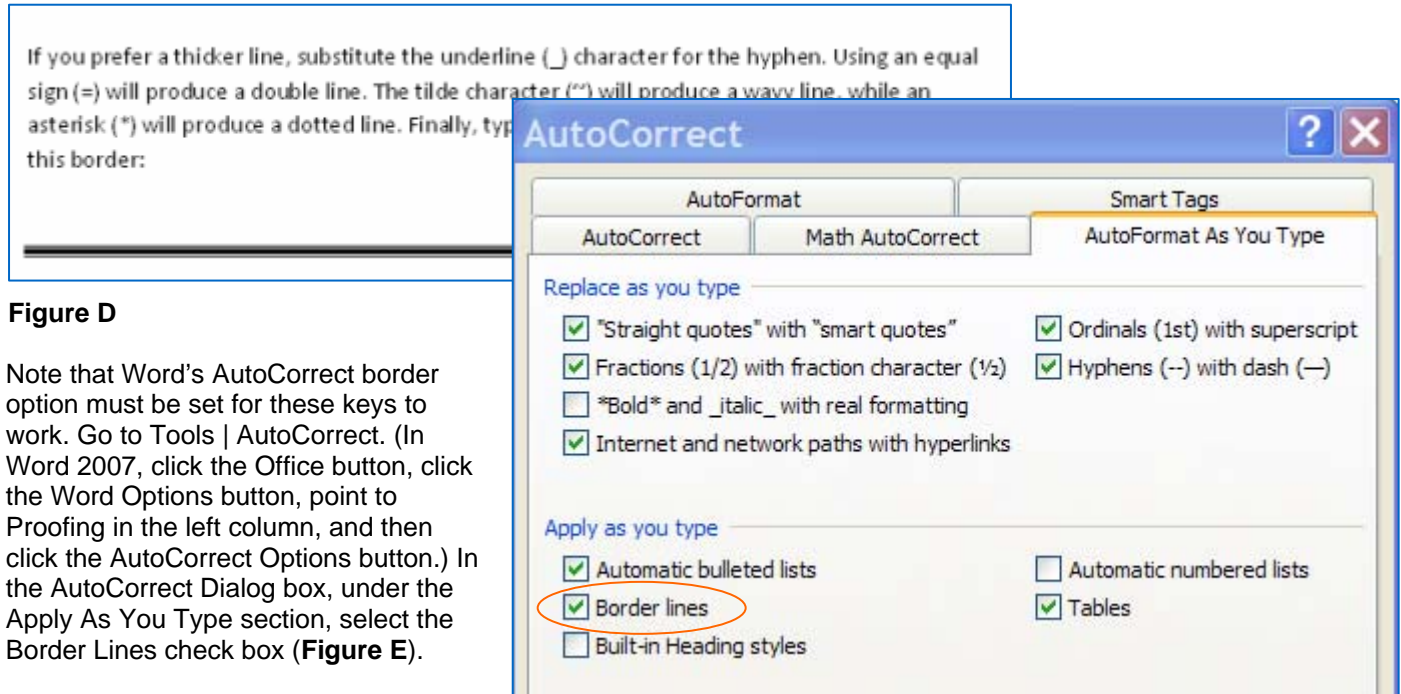 If you prefer a thicker line, substitute the underline (_) character for the hyphen. Using an equal
sign (=) will produce a double line. The tilde character (~) will produce a wavy line, while an
asterisk (*) will produce a dotted line. Finally, typ
this border:
Figure D
Note that Word’s AutoCorrect border
option must be set for these keys to
work. Go to Tools | AutoCorrect. (In
Word 2007, click the Office button, click
the Word Options button, point to
Proofing in the left column, and then
click the AutoCorrect Options button.) In
the AutoCorrect Dialog box, under the
Apply As You Type section, select the
Border Lines check box (Figure E).
AutoCorrect
AutoFormat Smart Tags
AutoCorrect Math AutoCorrect AutoFormat As You Type
Replace as you type
"Straight quotes" with “smart quotes” Ordinals (1st) with superscript
Fractions (1/2) with fraction character (½) Hyphens (--) with dash (—)
*Bold* and _italic_ with real formatting
Internet and network paths with hyperlinks
Apply as you type
Automatic bulleted lists Automatic numbered lists
Border lines Tables
Built-in Heading styles